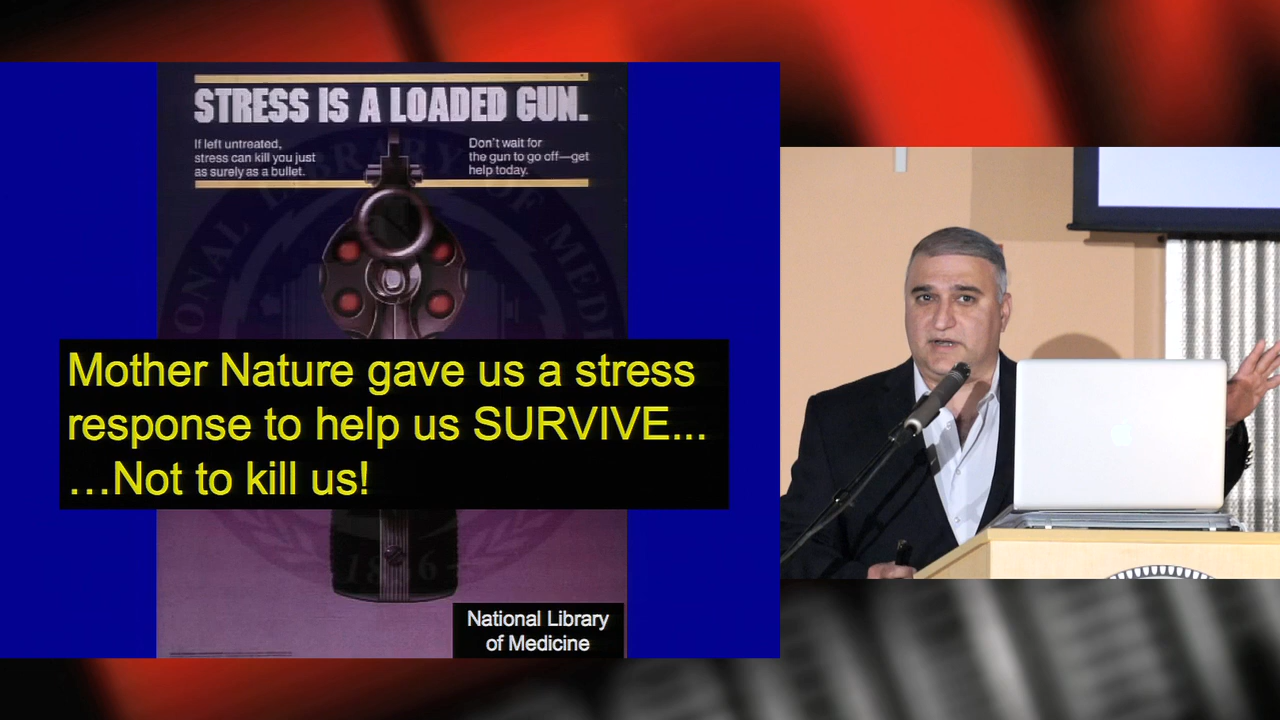 STRESS IS A LOADED GUN.
If left untreated,
stress can kill you just
as surely as a bullet.
Don't wait for
the gun to go off—get
help today.
Mother Nature gave us a stress
response to help us SURVIVE...
…Not to kill us!
National Library
of Medicine